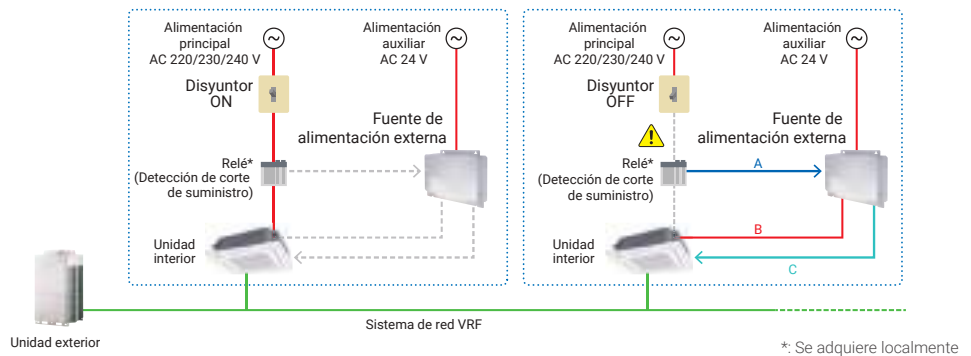 Alimentación
principal
AC 220/230/240 V
Alimentación
auxiliar
AC 24 V
Disyuntor
ON
Fuente de
alimentación externa
Relé*
(Detección de corte
de suministro)
Unidad
interior
Alimentación
principal
AC 220/230/240 V
Alimentación
auxiliar
AC 24 V
Disyuntor
OFF
Fuente de
alimentación externa
Relé*
(Detección de corte
de suministro)
A
B
Unidad
interior
C
Sistema de red VRF
Unidad exterior
*: Se adquiere localmente